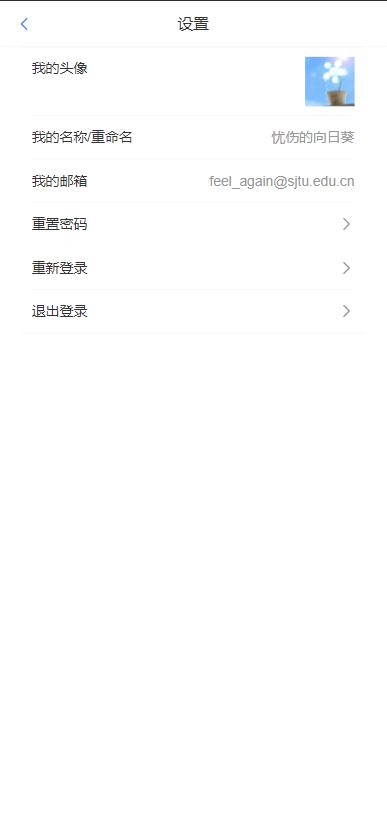 设置
我的头像
我的名称/重命名 忧伤的向日葵
我的邮箱 feel_again@sjtu.edu.cn
重置密码
重新登录
退出登录